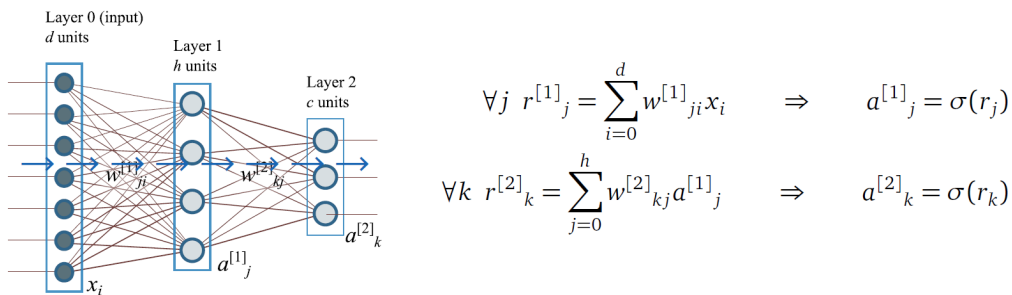 Layer 0 (input)
d units
Layer 1
h units
Layer 2
c units
w^{[1]}_{ji}
w^{[2]}_{kj}
x_i
a^{[1]}_j
a^{[2]}_k
∀j r^{[1]}_j = ∑_{i=0}^{d} w^{[1]}_{ji} x_i ⇒ a^{[1]}_j = σ(r_j)
∀k r^{[2]}_k = ∑_{j=0}^{h} w^{[2]}_{kj} a^{[1]}_j ⇒ a^{[2]}_k = σ(r_k)